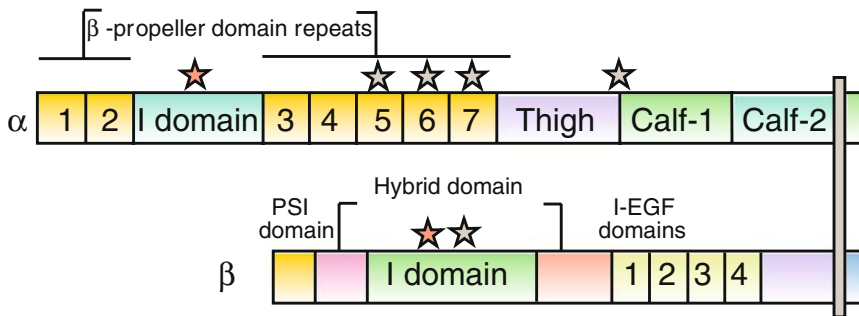 β -propeller domain repeats
α 1 2 I domain 3 4 5 6 7 Thigh Calf-1 Calf-2
Hybrid domain
PSI domain
I-EGF domains
β I domain 1 2 3 4